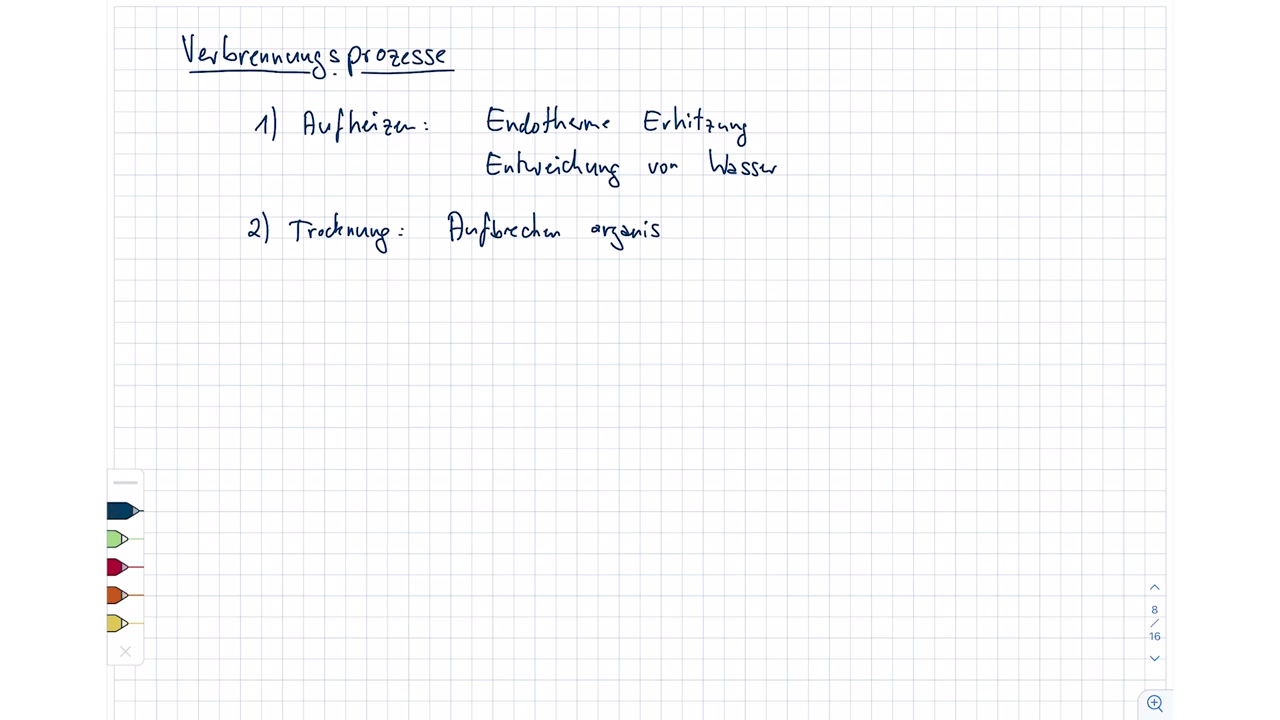 Verbrennungsprozesse
1) Aufheizen: Endotherme Erhitzung
Entweichung von Wasser
2) Trocknung: Aufbrechen organis
8
/
16